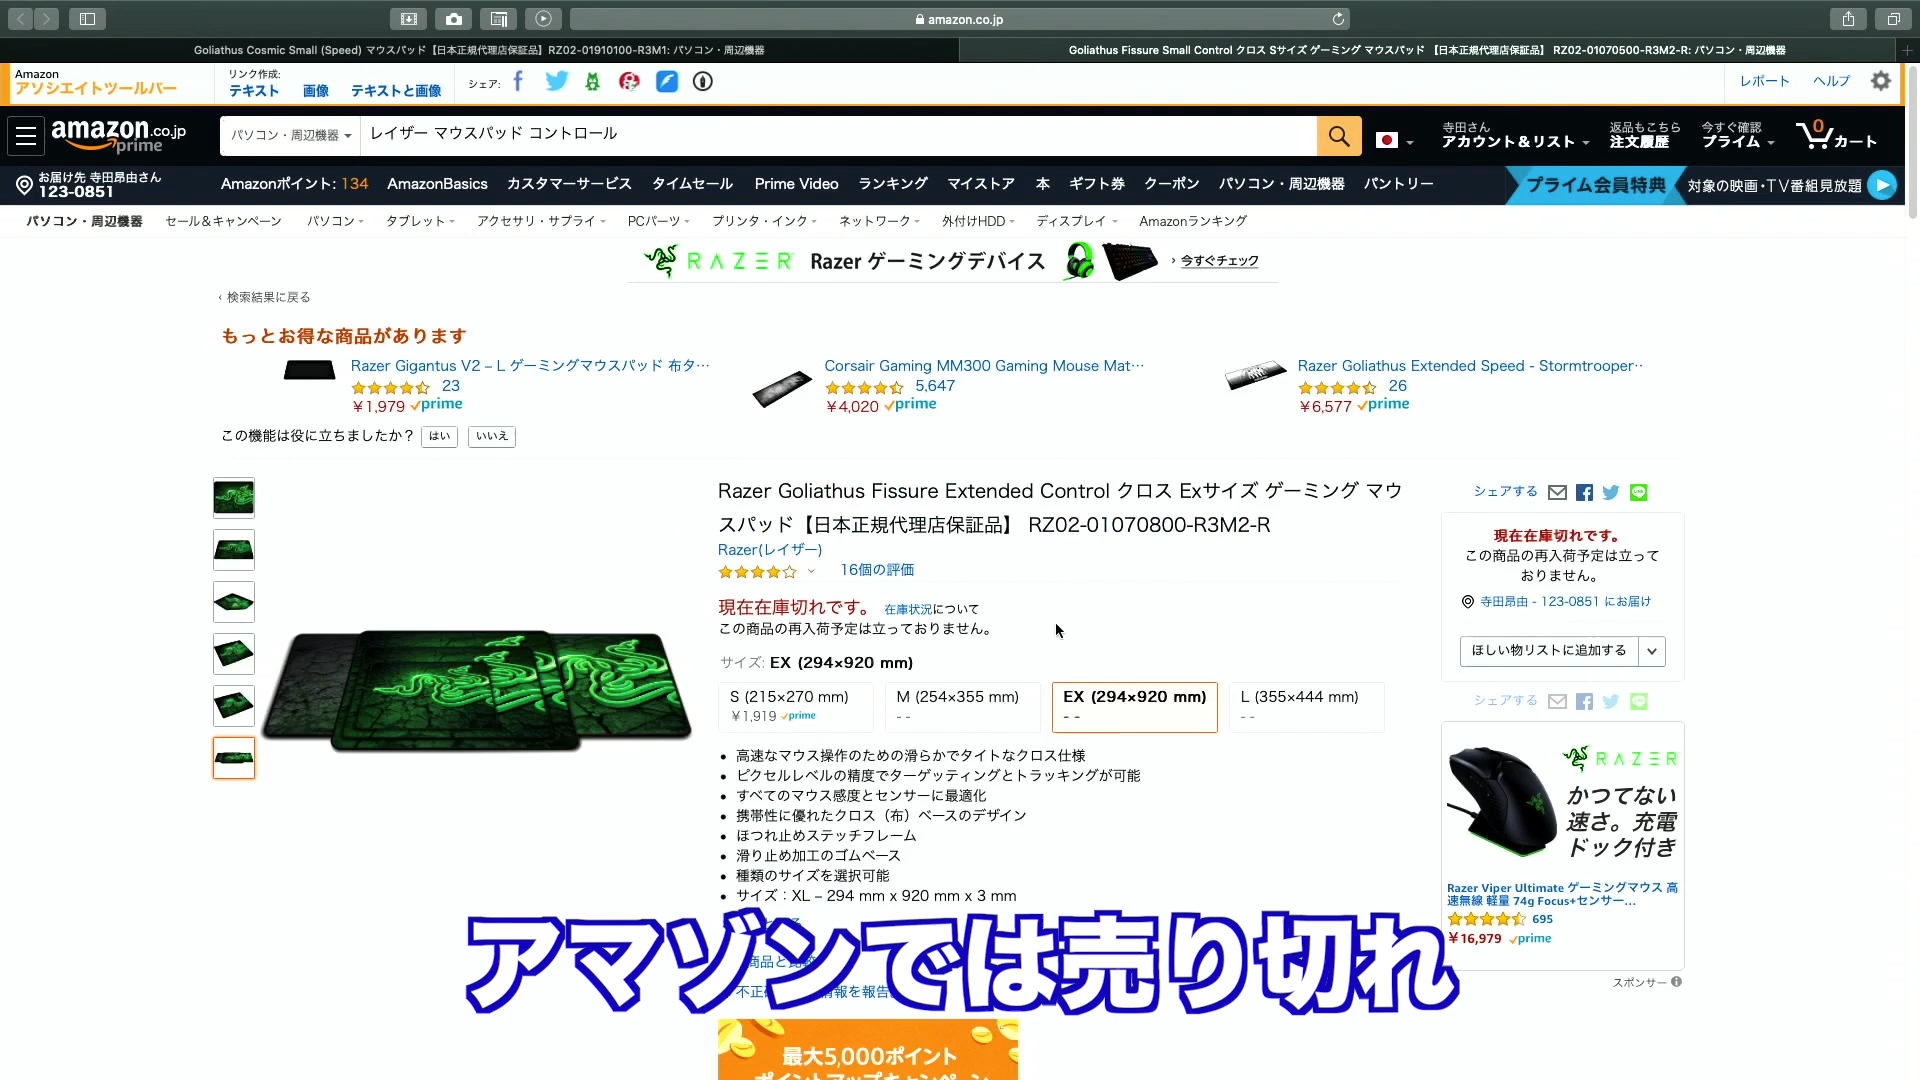 amazon.co.jp
Goliathus Cosmic Small (Speed) マウスパッド【日本正規代理店保証品】RZ02-01910100-R3M1: パソコン・周辺機器
Goliathus Fissure Small Control クロス Sサイズ ゲーミング マウスパッド 【日本正規代理店保証品】 RZ02-01070500-R3M2-R: パソコン・周辺機器
Amazon
アソシエイトツールバー
リンク作成:
テキスト 画像 テキストと画像
シェア:
レポート ヘルプ
amazon.co.jp
prime
パソコン・周辺機器
レイザー マウスパッド コントロール
寺田さん
アカウント＆リスト
返品もこちら
注文履歴
今すぐ確認
プライム
0
カート
お届け先 寺田昂由さん
123-0851
Amazonポイント: 134 AmazonBasics カスタマーサービス タイムセール Prime Video ランキング マイストア 本 ギフト券 クーポン パソコン・周辺機器 パントリー
プライム会員特典 対象の映画・TV番組見放題
パソコン・周辺機器 セール＆キャンペーン パソコン タブレット アクセサリ・サプライ PCパーツ プリンタ・インク ネットワーク 外付けHDD ディスプレイ Amazonランキング
RAZER Razer ゲーミングデバイス › 今すぐチェック
‹ 検索結果に戻る
もっとお得な商品があります
Razer Gigantus V2 – L ゲーミングマウスパッド 布タ…
23
¥1,979 prime
Corsair Gaming MM300 Gaming Mouse Mat…
5,647
¥4,020 prime
Razer Goliathus Extended Speed - Stormtrooper…
26
¥6,577 prime
この機能は役に立ちましたか？ はい いいえ
Razer Goliathus Fissure Extended Control クロス Exサイズ ゲーミング マウ
スパッド【日本正規代理店保証品】 RZ02-01070800-R3M2-R
Razer(レイザー)
16個の評価
現在在庫切れです。 在庫状況について
この商品の再入荷予定は立っておりません。
サイズ: EX (294×920 mm)
S (215×270 mm)
¥1,919 prime
M (254×355 mm)
- -
EX (294×920 mm)
- -
L (355×444 mm)
- -
• 高速なマウス操作のための滑らかでタイトなクロス仕様
• ピクセルレベルの精度でターゲッティングとトラッキングが可能
• すべてのマウス感度とセンサーに最適化
• 携帯性に優れたクロス（布）ベースのデザイン
• ほつれ止めステッチフレーム
• 滑り止め加工のゴムベース
• 種類のサイズを選択可能
• サイズ：XL – 294 mm x 920 mm x 3 mm
シェアする
現在在庫切れです。
この商品の再入荷予定は立って
おりません。
寺田昂由 - 123-0851 にお届け
ほしい物リストに追加する
シェアする
RAZER
かつてない
速さ。充電
ドック付き
Razer Viper Ultimate ゲーミングマウス 高
速無線 軽量 74g Focus+センサー…
695
¥16,979 prime
スポンサー
アマゾンでは売り切れ
商品と
情報を報告
最大5,000ポイント